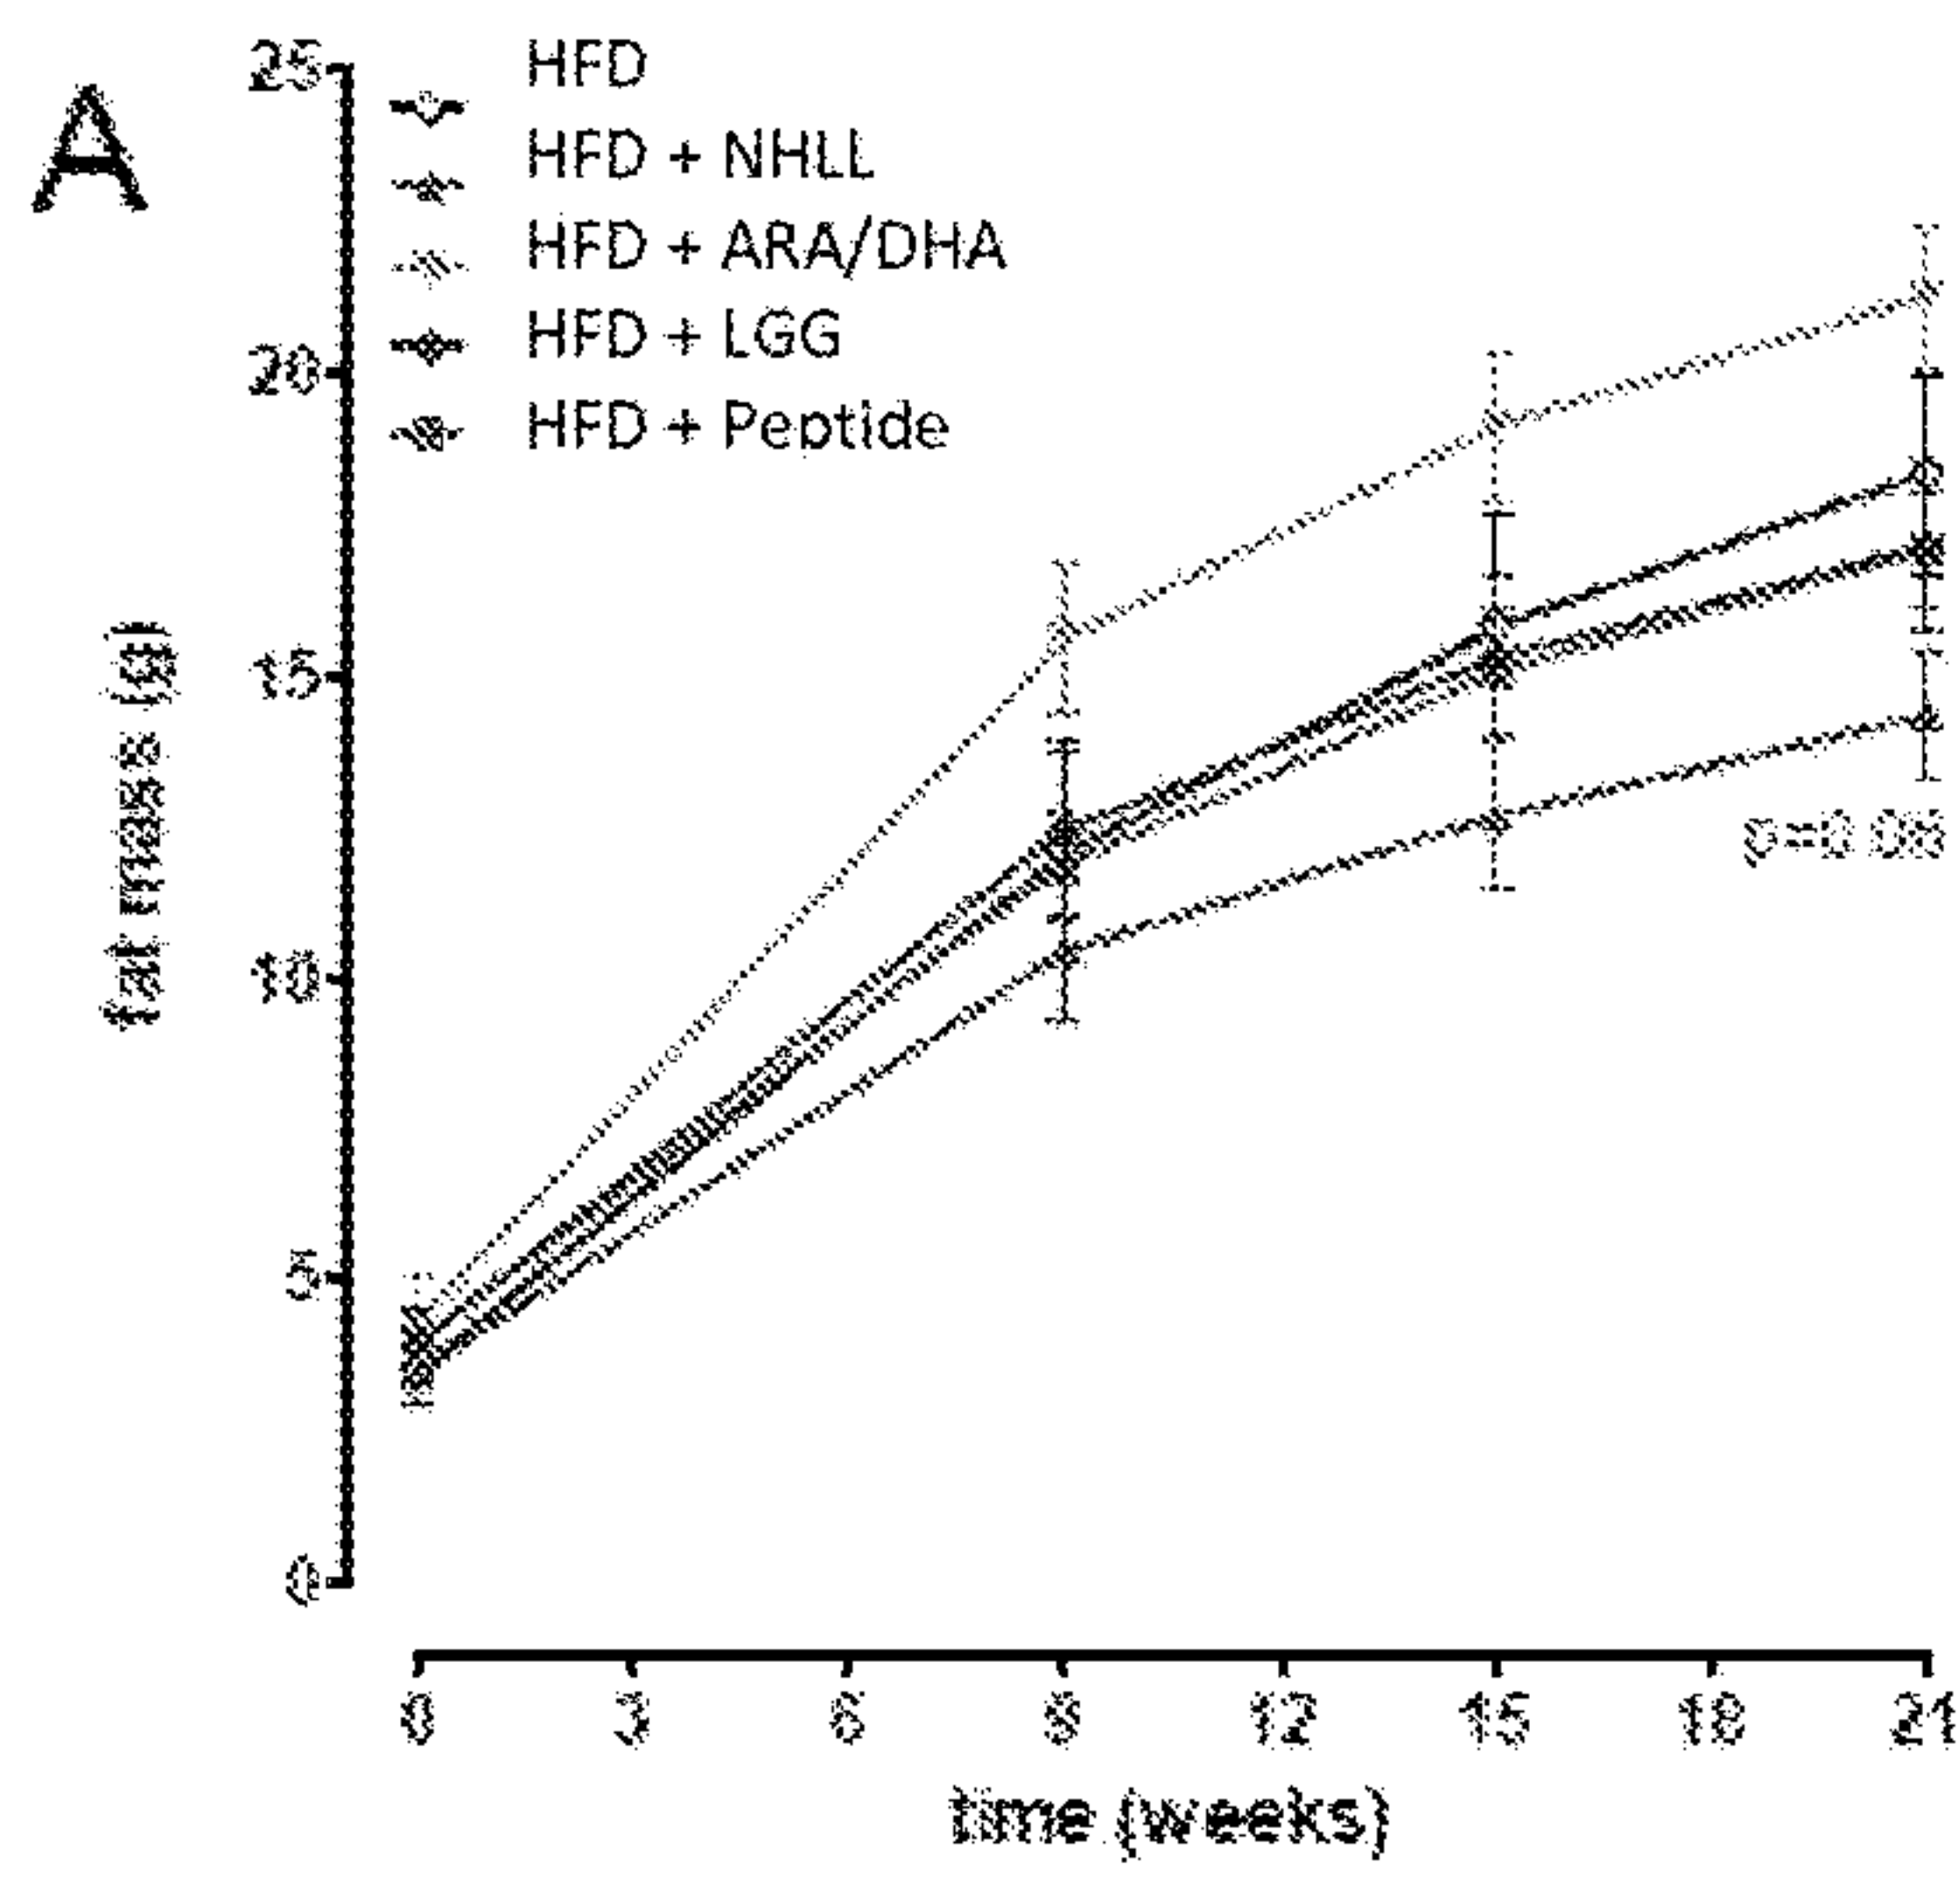 A
25
20
15
10
5
0
fat mass (g)
HFD
HFD + NHLL
HFD + ARA/DHA
HFD + LGG
HFD + Peptide
0 3 6 9 12 15 18 21
time (weeks)